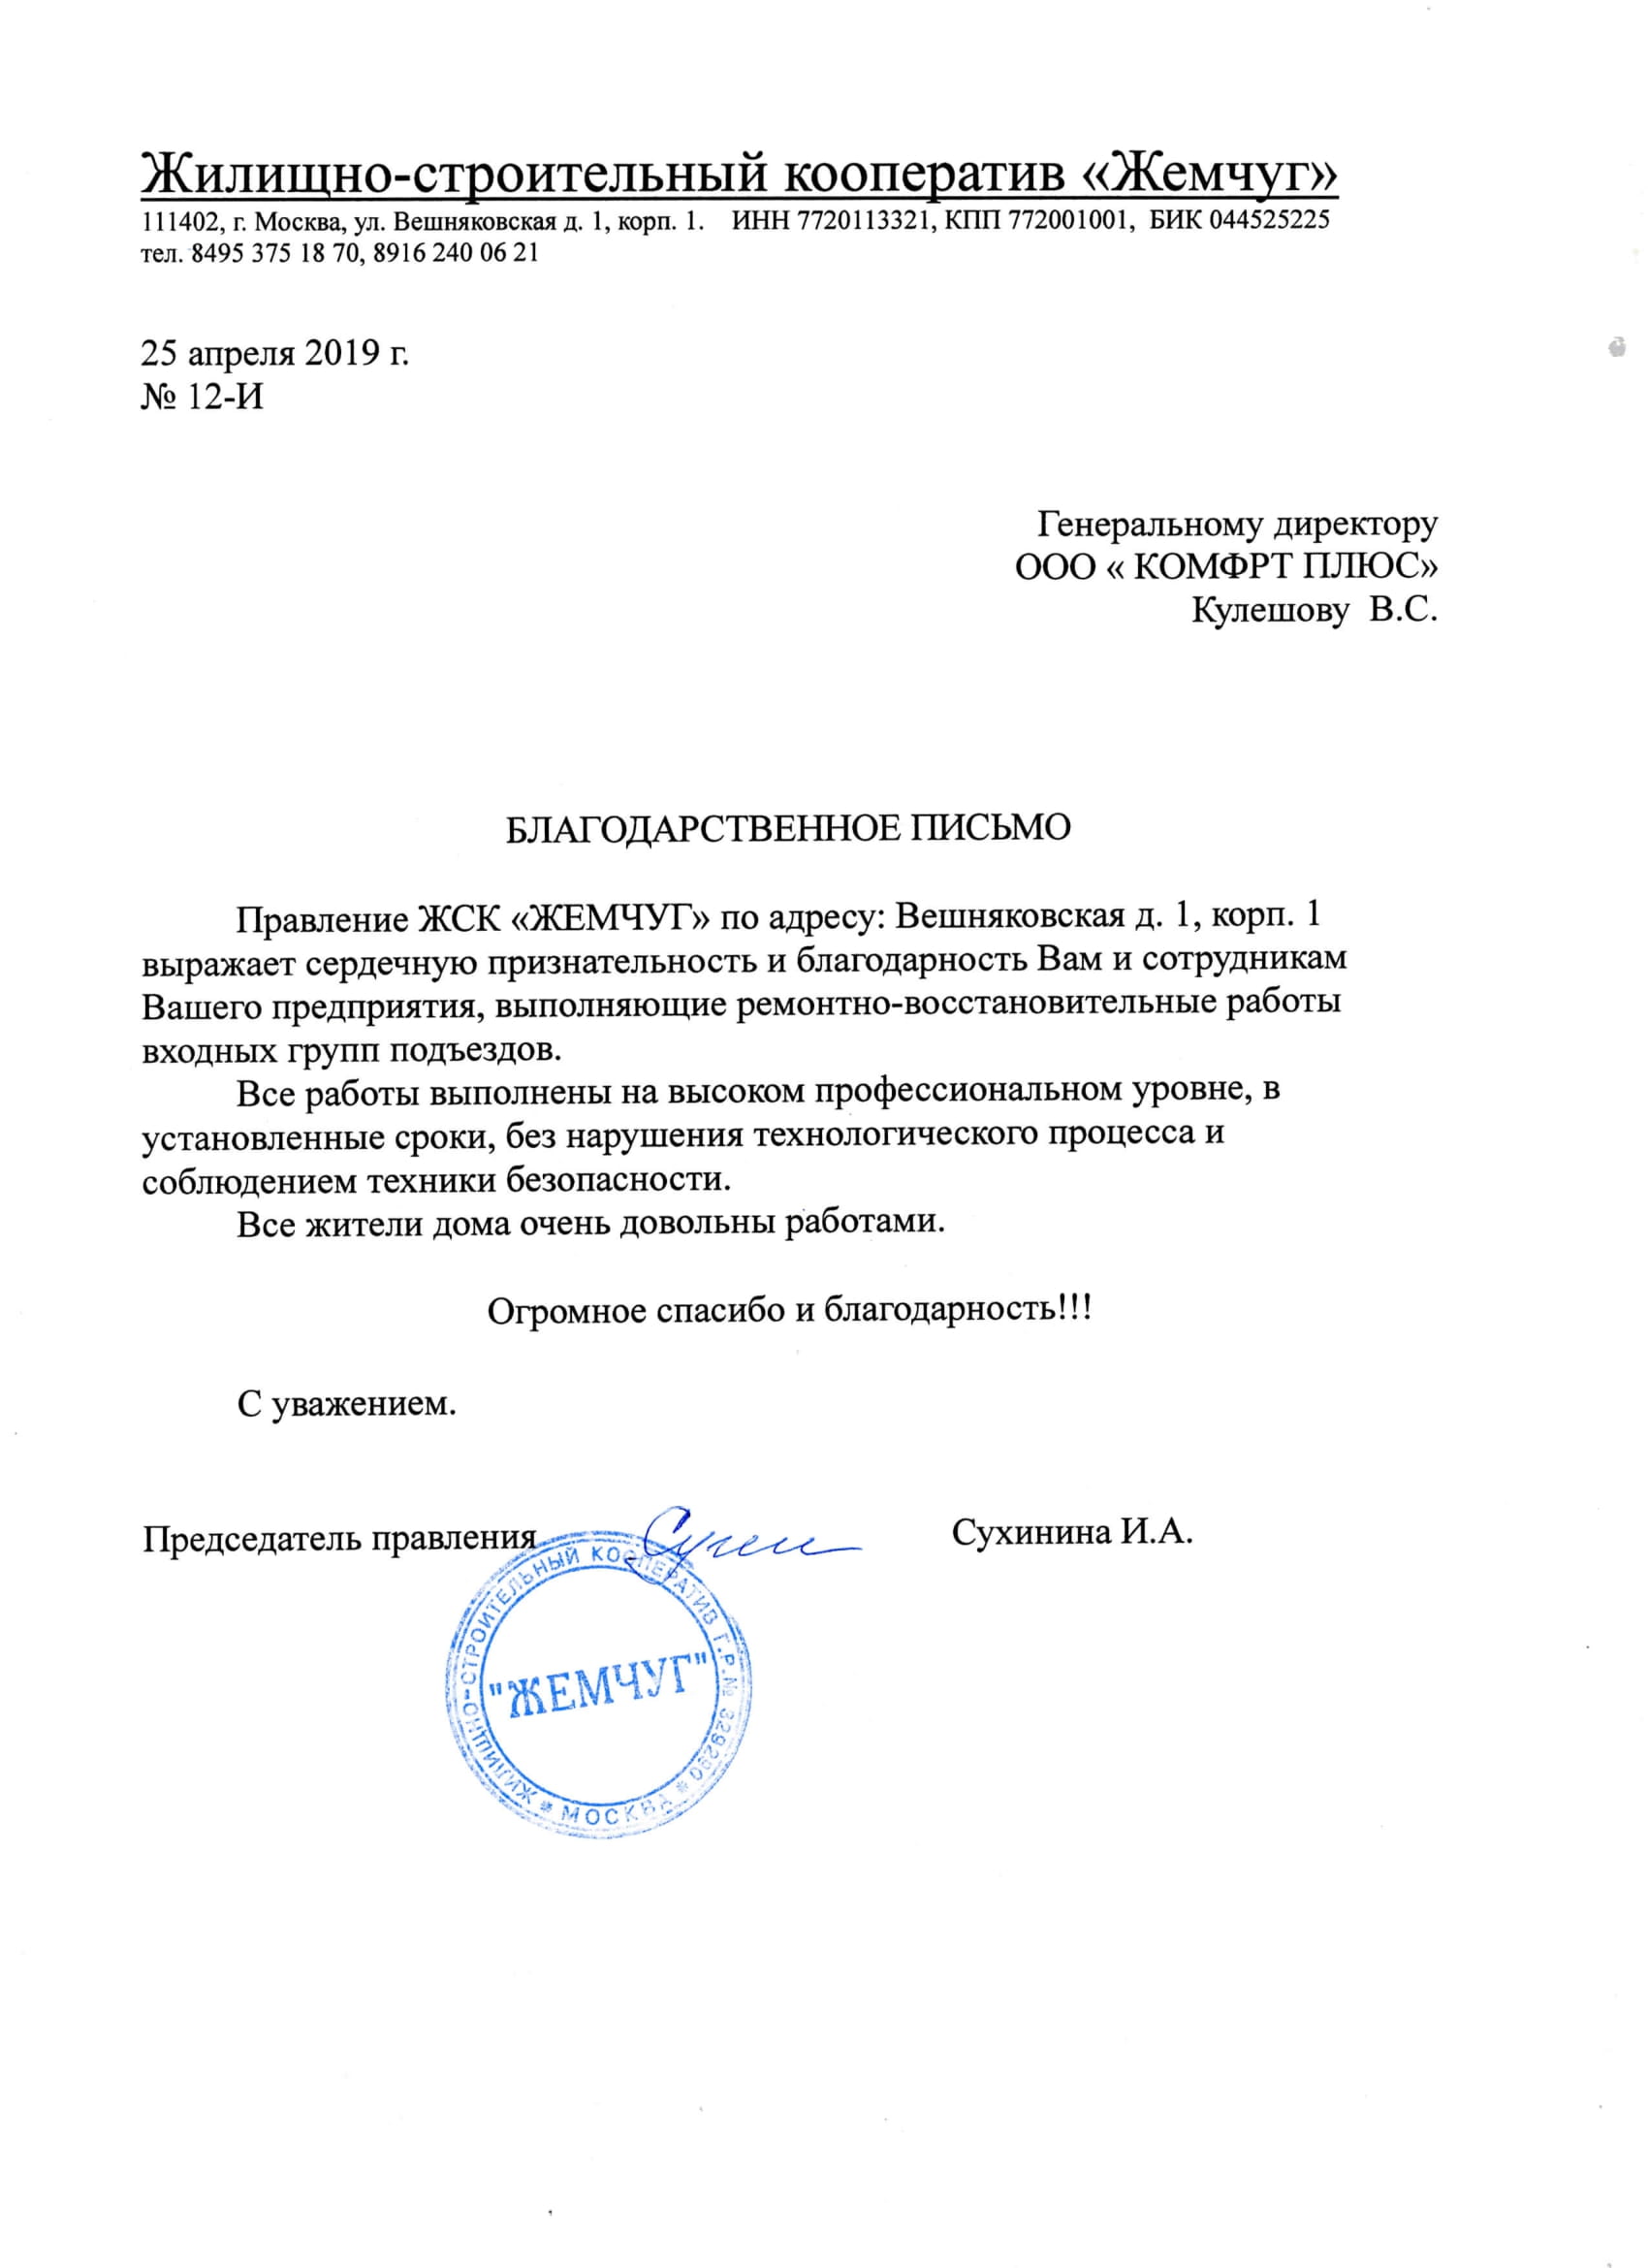 Жилищно-строительный кооператив «Жемчуг»
111402, г. Москва, ул. Вешняковская д. 1, корп. 1. ИНН 7720113321, КПП 772001001, БИК 044525225
тел. 8495 375 18 70, 8916 240 06 21
25 апреля 2019 г.
№ 12-И
Генеральному директору
ООО « КОМФРТ ПЛЮС»
Кулешову В.С.
БЛАГОДАРСТВЕННОЕ ПИСЬМО
Правление ЖСК «ЖЕМЧУГ» по адресу: Вешняковская д. 1, корп. 1
выражает сердечную признательность и благодарность Вам и сотрудникам
Вашего предприятия, выполняющие ремонтно-восстановительные работы
входных групп подъездов.
Все работы выполнены на высоком профессиональном уровне, в
установленные сроки, без нарушения технологического процесса и
соблюдением техники безопасности.
Все жители дома очень довольны работами.
Огромное спасибо и благодарность!!!
С уважением.
Председатель правления Сухинина И.А.
ЖИЛИЩНО-СТРОИТЕЛЬНЫЙ КООПЕРАТИВ Г.Р.№ 329290
"ЖЕМЧУГ"
* МОСКВА *